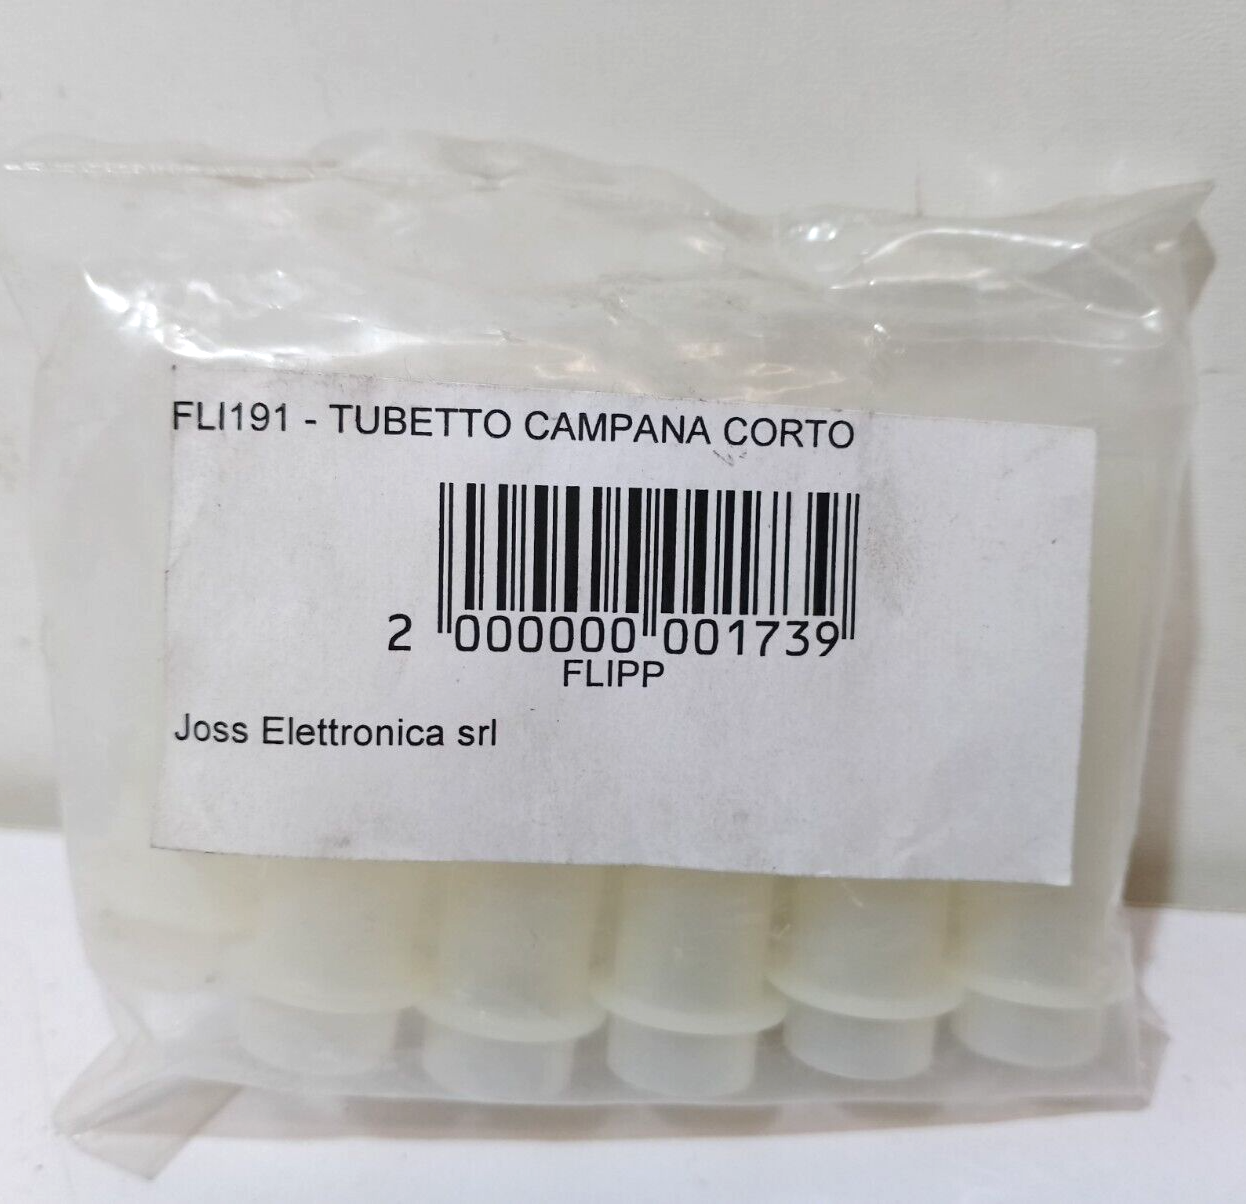 FLI191 - TUBETTO CAMPANA CORTO
2 000000 001739
FLIPP
Joss Elettronica srl